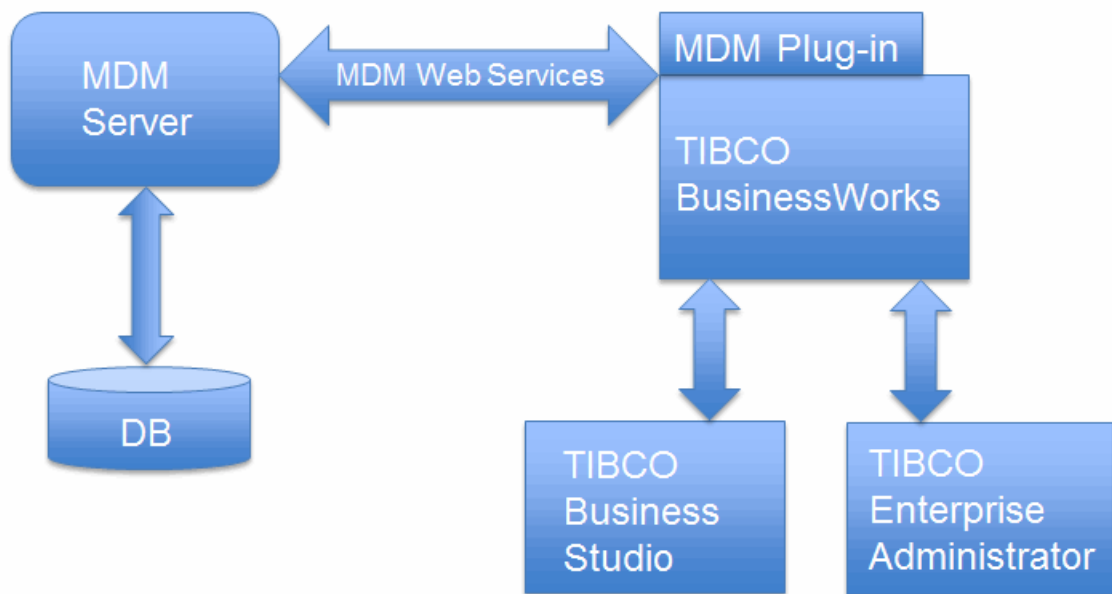 MDM
Server
MDM Web Services
MDM Plug-in
TIBCO
BusinessWorks
DB
TIBCO
Business
Studio
TIBCO
Enterprise
Administrator